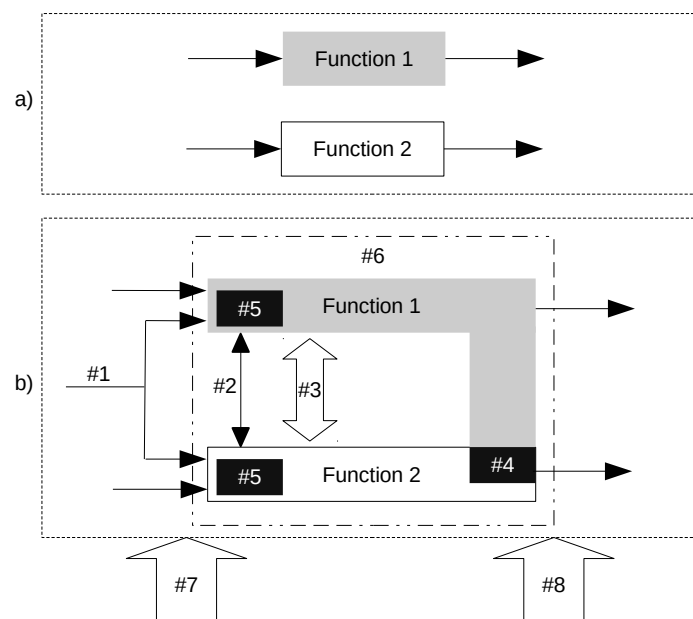 Function 1
a)
Function 2
#6
#5 Function 1
#1
#2 #3
b)
#5 Function 2 #4
#7 #8